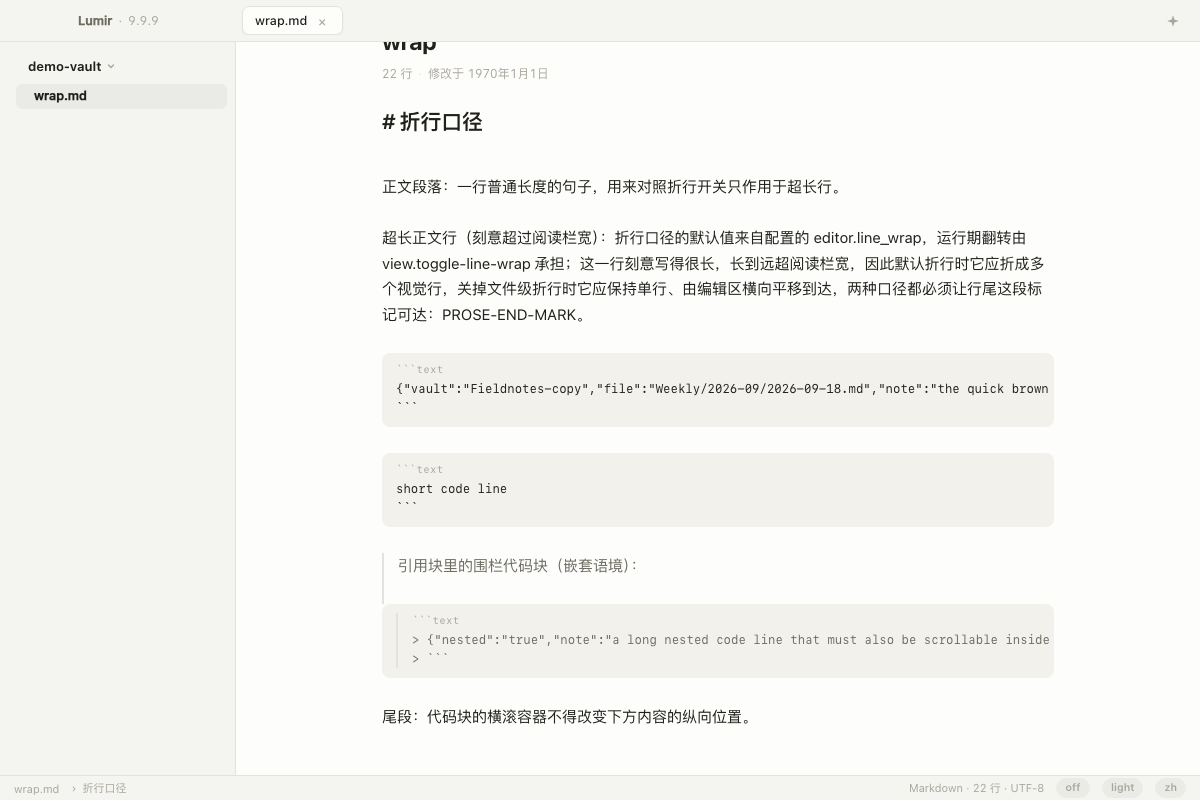 Lumir · 9.9.9
wrap.md ×
demo-vault
wrap.md
wrap
22 行 · 修改于 1970年1月1日
# 折行口径
正文段落：一行普通长度的句子，用来对照折行开关只作用于超长行。
超长正文行（刻意超过阅读栏宽）：折行口径的默认值来自配置的 editor.line_wrap，运行期翻转由
view.toggle-line-wrap 承担；这一行刻意写得很长，长到远超阅读栏宽，因此默认折行时它应折成多
个视觉行，关掉文件级折行时它应保持单行、由编辑区横向平移到达，两种口径都必须让行尾这段标
记可达：PROSE-END-MARK。
```text
{"vault":"Fieldnotes-copy","file":"Weekly/2026-09/2026-09-18.md","note":"the quick brown
```
```text
short code line
```
引用块里的围栏代码块（嵌套语境）：
```text
> {"nested":"true","note":"a long nested code line that must also be scrollable inside
> ```
尾段：代码块的横滚容器不得改变下方内容的纵向位置。
wrap.md › 折行口径
Markdown · 22 行 · UTF-8 off light zh